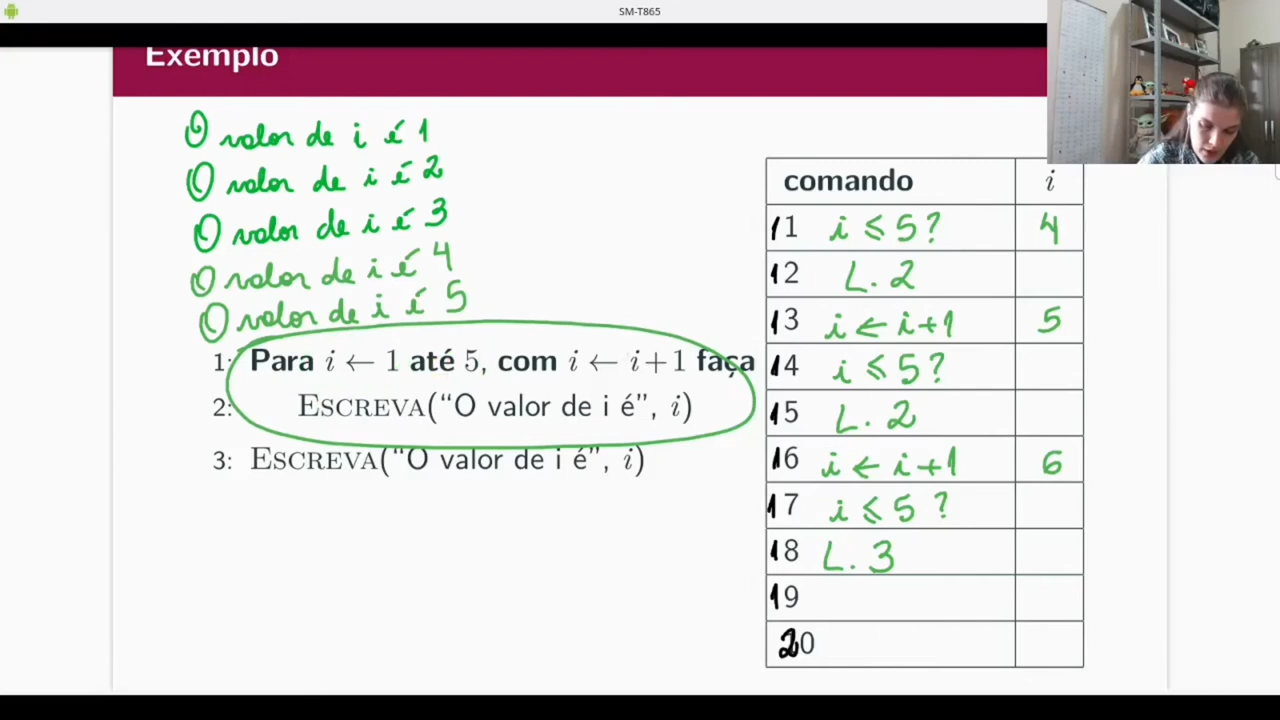 SM-T865
Exemplo
O valor de i é 1
O valor de i é 2
O valor de i é 3
O valor de i é 4
O valor de i é 5
1: Para i ← 1 até 5, com i ← i+1 faça
2: ESCREVA("O valor de i é", i)
3: ESCREVA("O valor de i é", i)
comando i
11 i ≤ 5? 4
12 L. 2
13 i ← i+1 5
14 i ≤ 5?
15 L. 2
16 i ← i+1 6
17 i ≤ 5 ?
18 L. 3
19
20